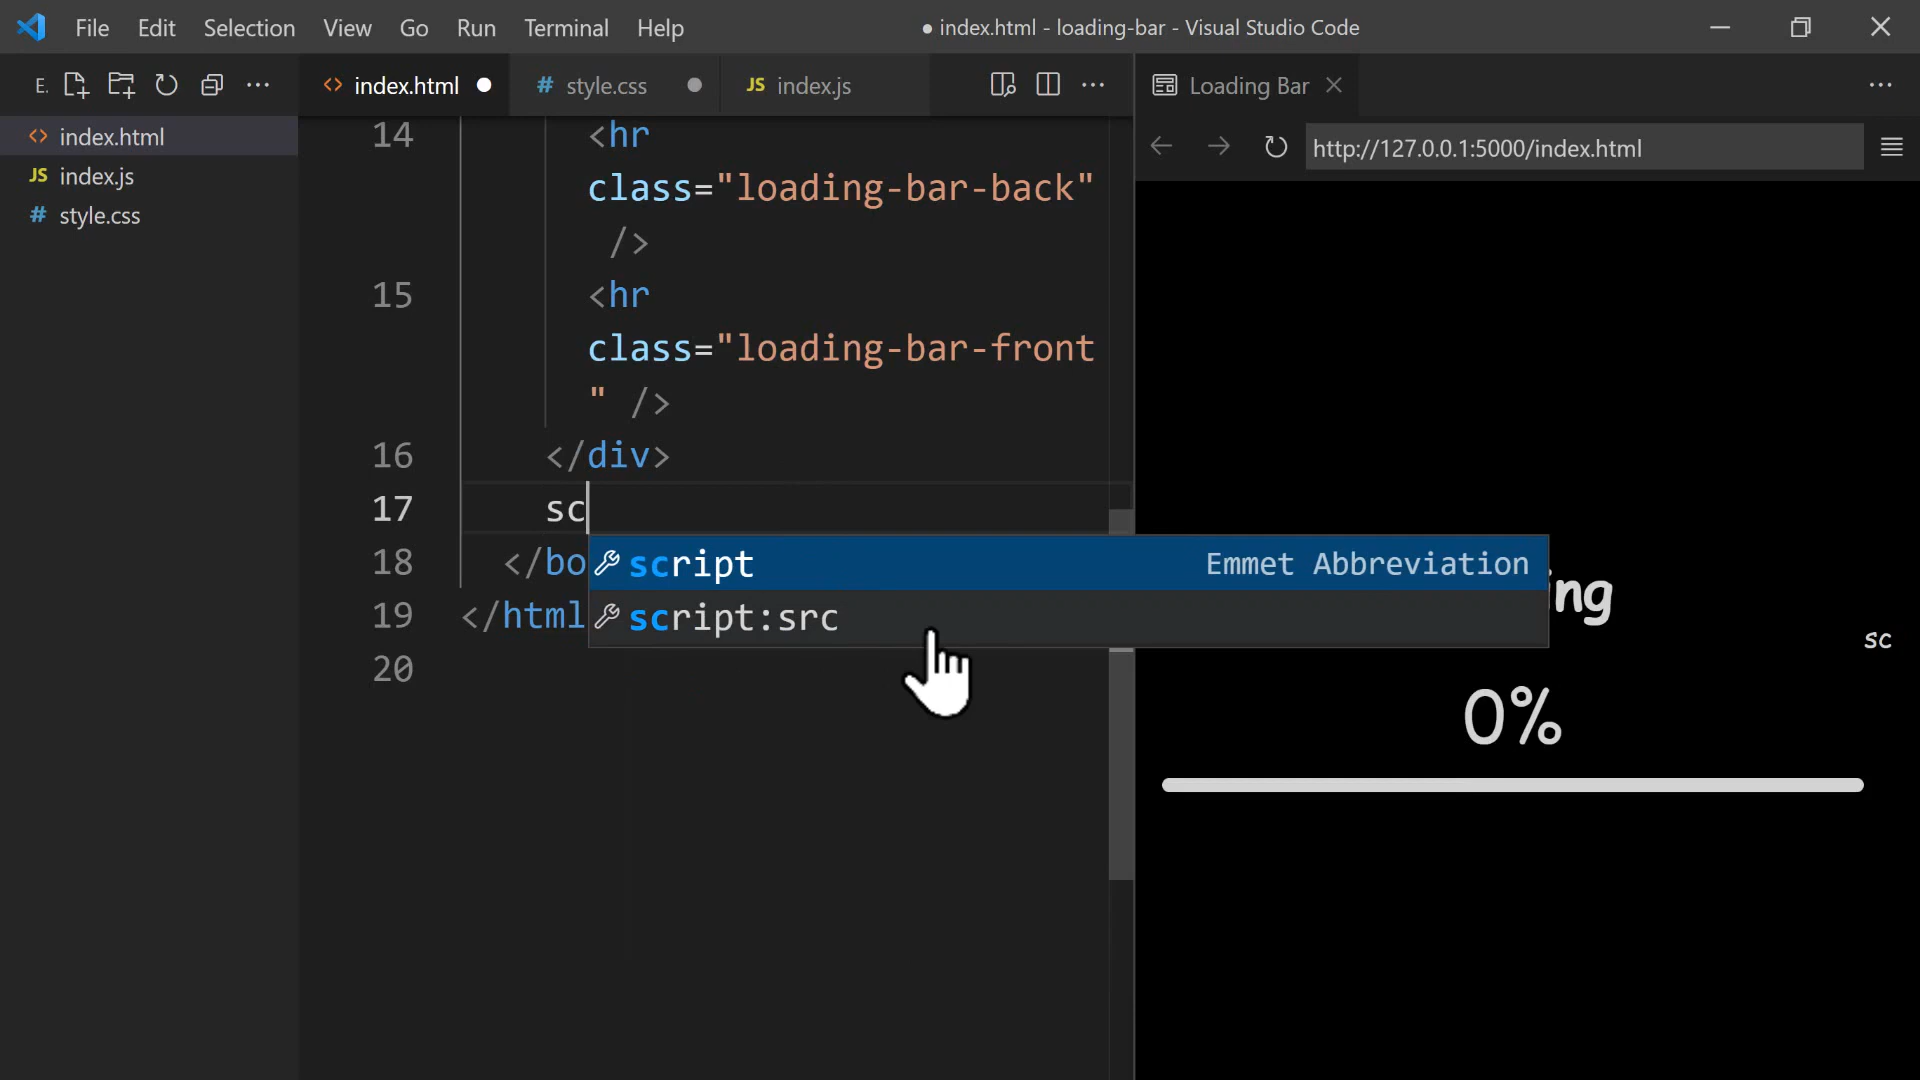 File Edit Selection View Go Run Terminal Help
● index.html - loading-bar - Visual Studio Code
E.
<> index.html
# style.css
JS index.js
Loading Bar
<> index.html
JS index.js
# style.css
14 <hr
class="loading-bar-back"
/>
15 <hr
class="loading-bar-front
" />
16 </div>
17 sc
18 </bo
19 </html
20
script Emmet Abbreviation
script:src
http://127.0.0.1:5000/index.html
ing
sc
0%